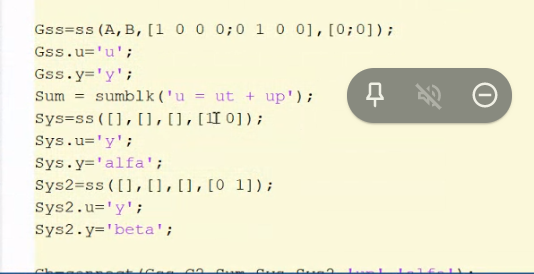 Gss=ss(A,B,[1 0 0 0;0 1 0 0],[0;0]);
Gss.u='u';
Gss.y='y';
Sum = sumblk('u = ut + up');
Sys=ss([],[],[],[1 0]);
Sys.u='y';
Sys.y='alfa';
Sys2=ss([],[],[],[0 1]);
Sys2.u='y';
Sys2.y='beta';